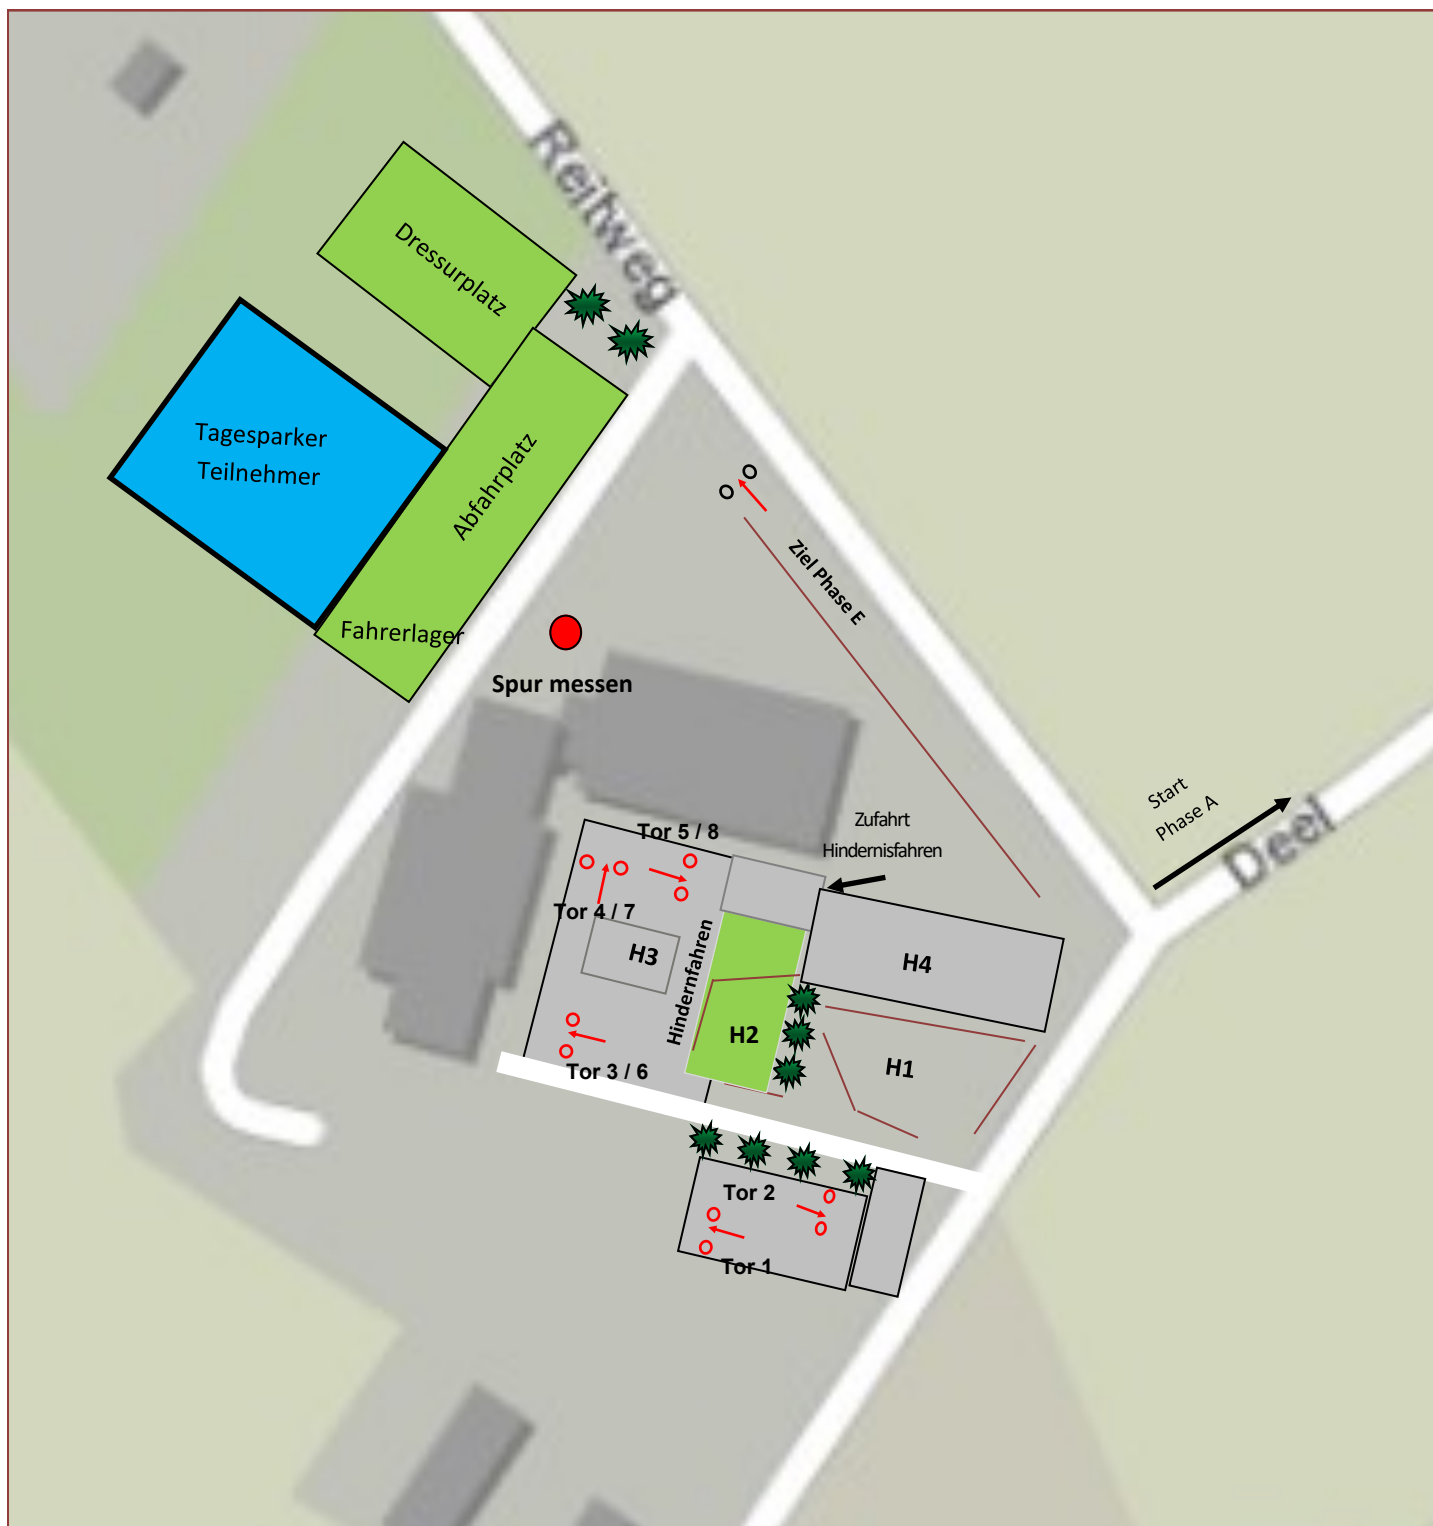 Reitweg
Dressurplatz
Tagesparker
Teilnehmer
Abfahrplatz
Fahrerlager
Ziel Phase E
Spur messen
Start
Phase A
Deel
Zufahrt
Hindernisfahren
Tor 5 / 8
Tor 4 / 7
H3
Hindernfahren
H4
H2
H1
Tor 3 / 6
Tor 2
Tor 1